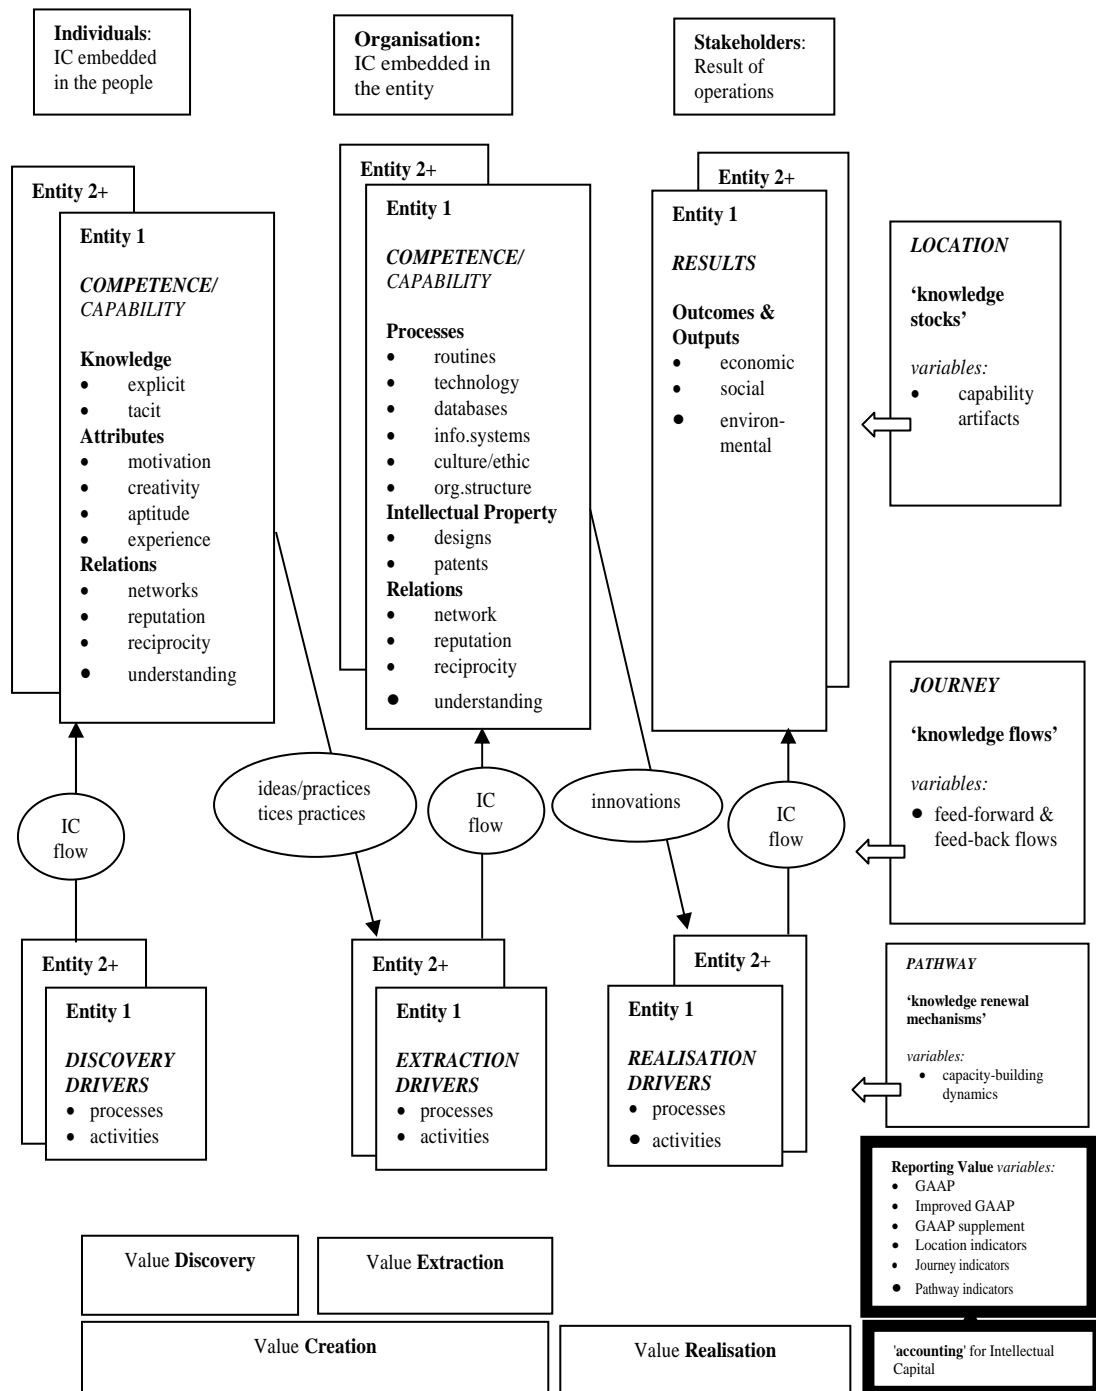 Individuals:
IC embedded
in the people
Organisation:
IC embedded in
the entity
Stakeholders:
Result of
operations
Entity 2+
Entity 1
COMPETENCE/
CAPABILITY
Knowledge
• explicit
• tacit
Attributes
• motivation
• creativity
• aptitude
• experience
Relations
• networks
• reputation
• reciprocity
• understanding
Entity 2+
Entity 1
COMPETENCE/
CAPABILITY
Processes
• routines
• technology
• databases
• info.systems
• culture/ethic
• org.structure
Intellectual Property
• designs
• patents
Relations
• network
• reputation
• reciprocity
• understanding
Entity 2+
Entity 1
RESULTS
Outcomes &
Outputs
• economic
• social
• environ-
mental
LOCATION
‘knowledge
stocks’
variables:
• capability
artifacts
IC
flow
ideas/practices
tices practices
IC
flow
innovations
IC
flow
JOURNEY
‘knowledge flows’
variables:
• feed-forward &
feed-back flows
Entity 2+
Entity 1
DISCOVERY
DRIVERS
• processes
• activities
Entity 2+
Entity 1
EXTRACTION
DRIVERS
• processes
• activities
Entity 2+
Entity 1
REALISATION
DRIVERS
• processes
• activities
PATHWAY
‘knowledge renewal
mechanisms’
variables:
• capacity-building
dynamics
Reporting Value variables:
• GAAP
• Improved GAAP
• GAAP supplement
• Location indicators
• Journey indicators
• Pathway indicators
Value Discovery
Value Extraction
Value Creation
Value Realisation
'accounting' for Intellectual
Capital